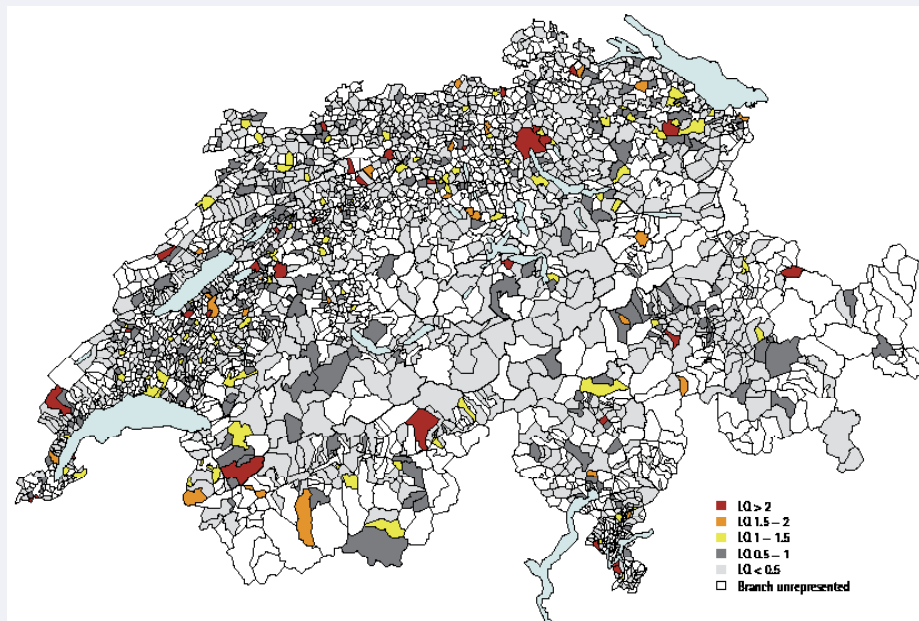 LQ > 2
LQ 1.5 – 2
LQ 1 – 1.5
LQ 0.5 – 1
LQ < 0.5
Branch unrepresented